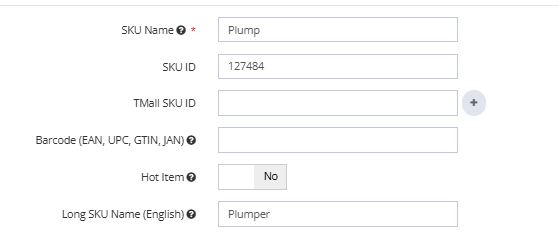 SKU Name * Plump
SKU ID 127484
TMall SKU ID +
Barcode (EAN, UPC, GTIN, JAN)
Hot Item No
Long SKU Name (English) Plumper